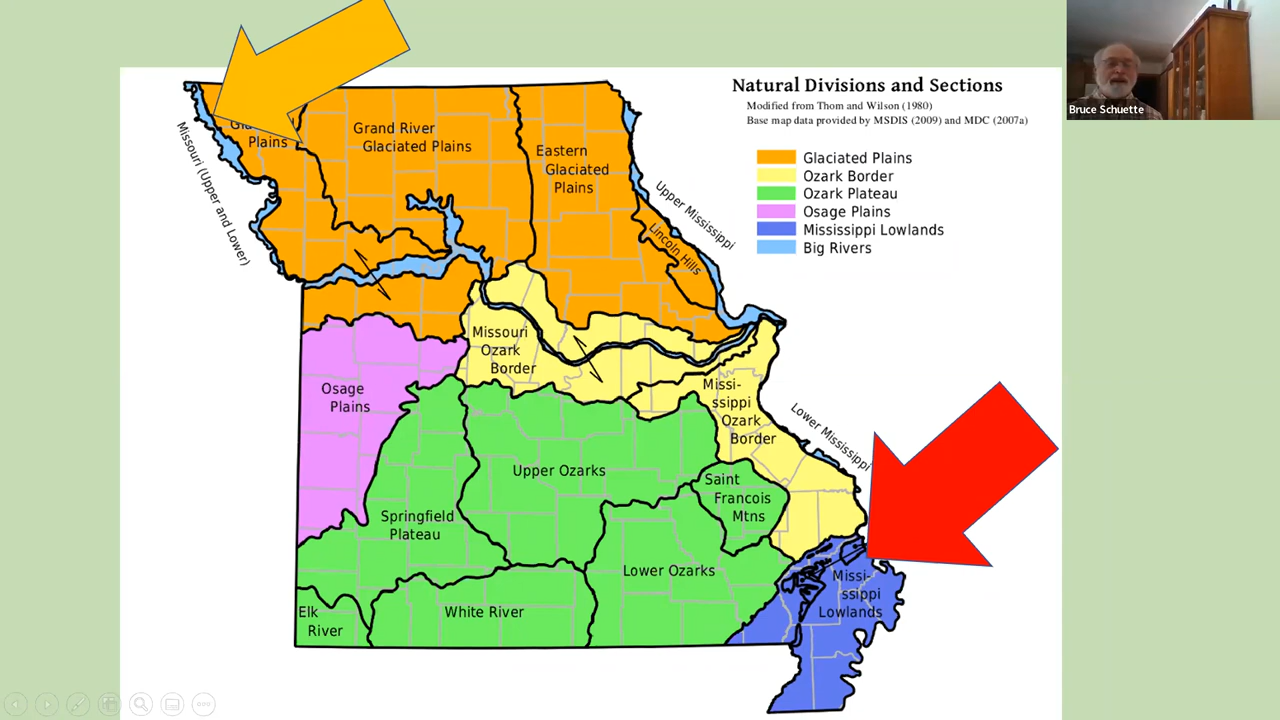 Natural Divisions and Sections
Modified from Thom and Wilson (1980)
Base map data provided by MSDIS (2009) and MDC (2007a)
Glaciated Plains
Ozark Border
Ozark Plateau
Osage Plains
Mississippi Lowlands
Big Rivers
Bruce Schuette
Plains
Grand River
Glaciated Plains
Eastern
Glaciated
Plains
Missouri (Upper and Lower)
Upper Mississippi
Lincoln Hills
Missouri
Ozark
Border
Osage
Plains
Missi-
ssippi
Ozark
Border
Lower Mississippi
Upper Ozarks
Saint
Francois
Mtns
Springfield
Plateau
Lower Ozarks
Missi-
ssippi
Lowlands
Elk
River
White River